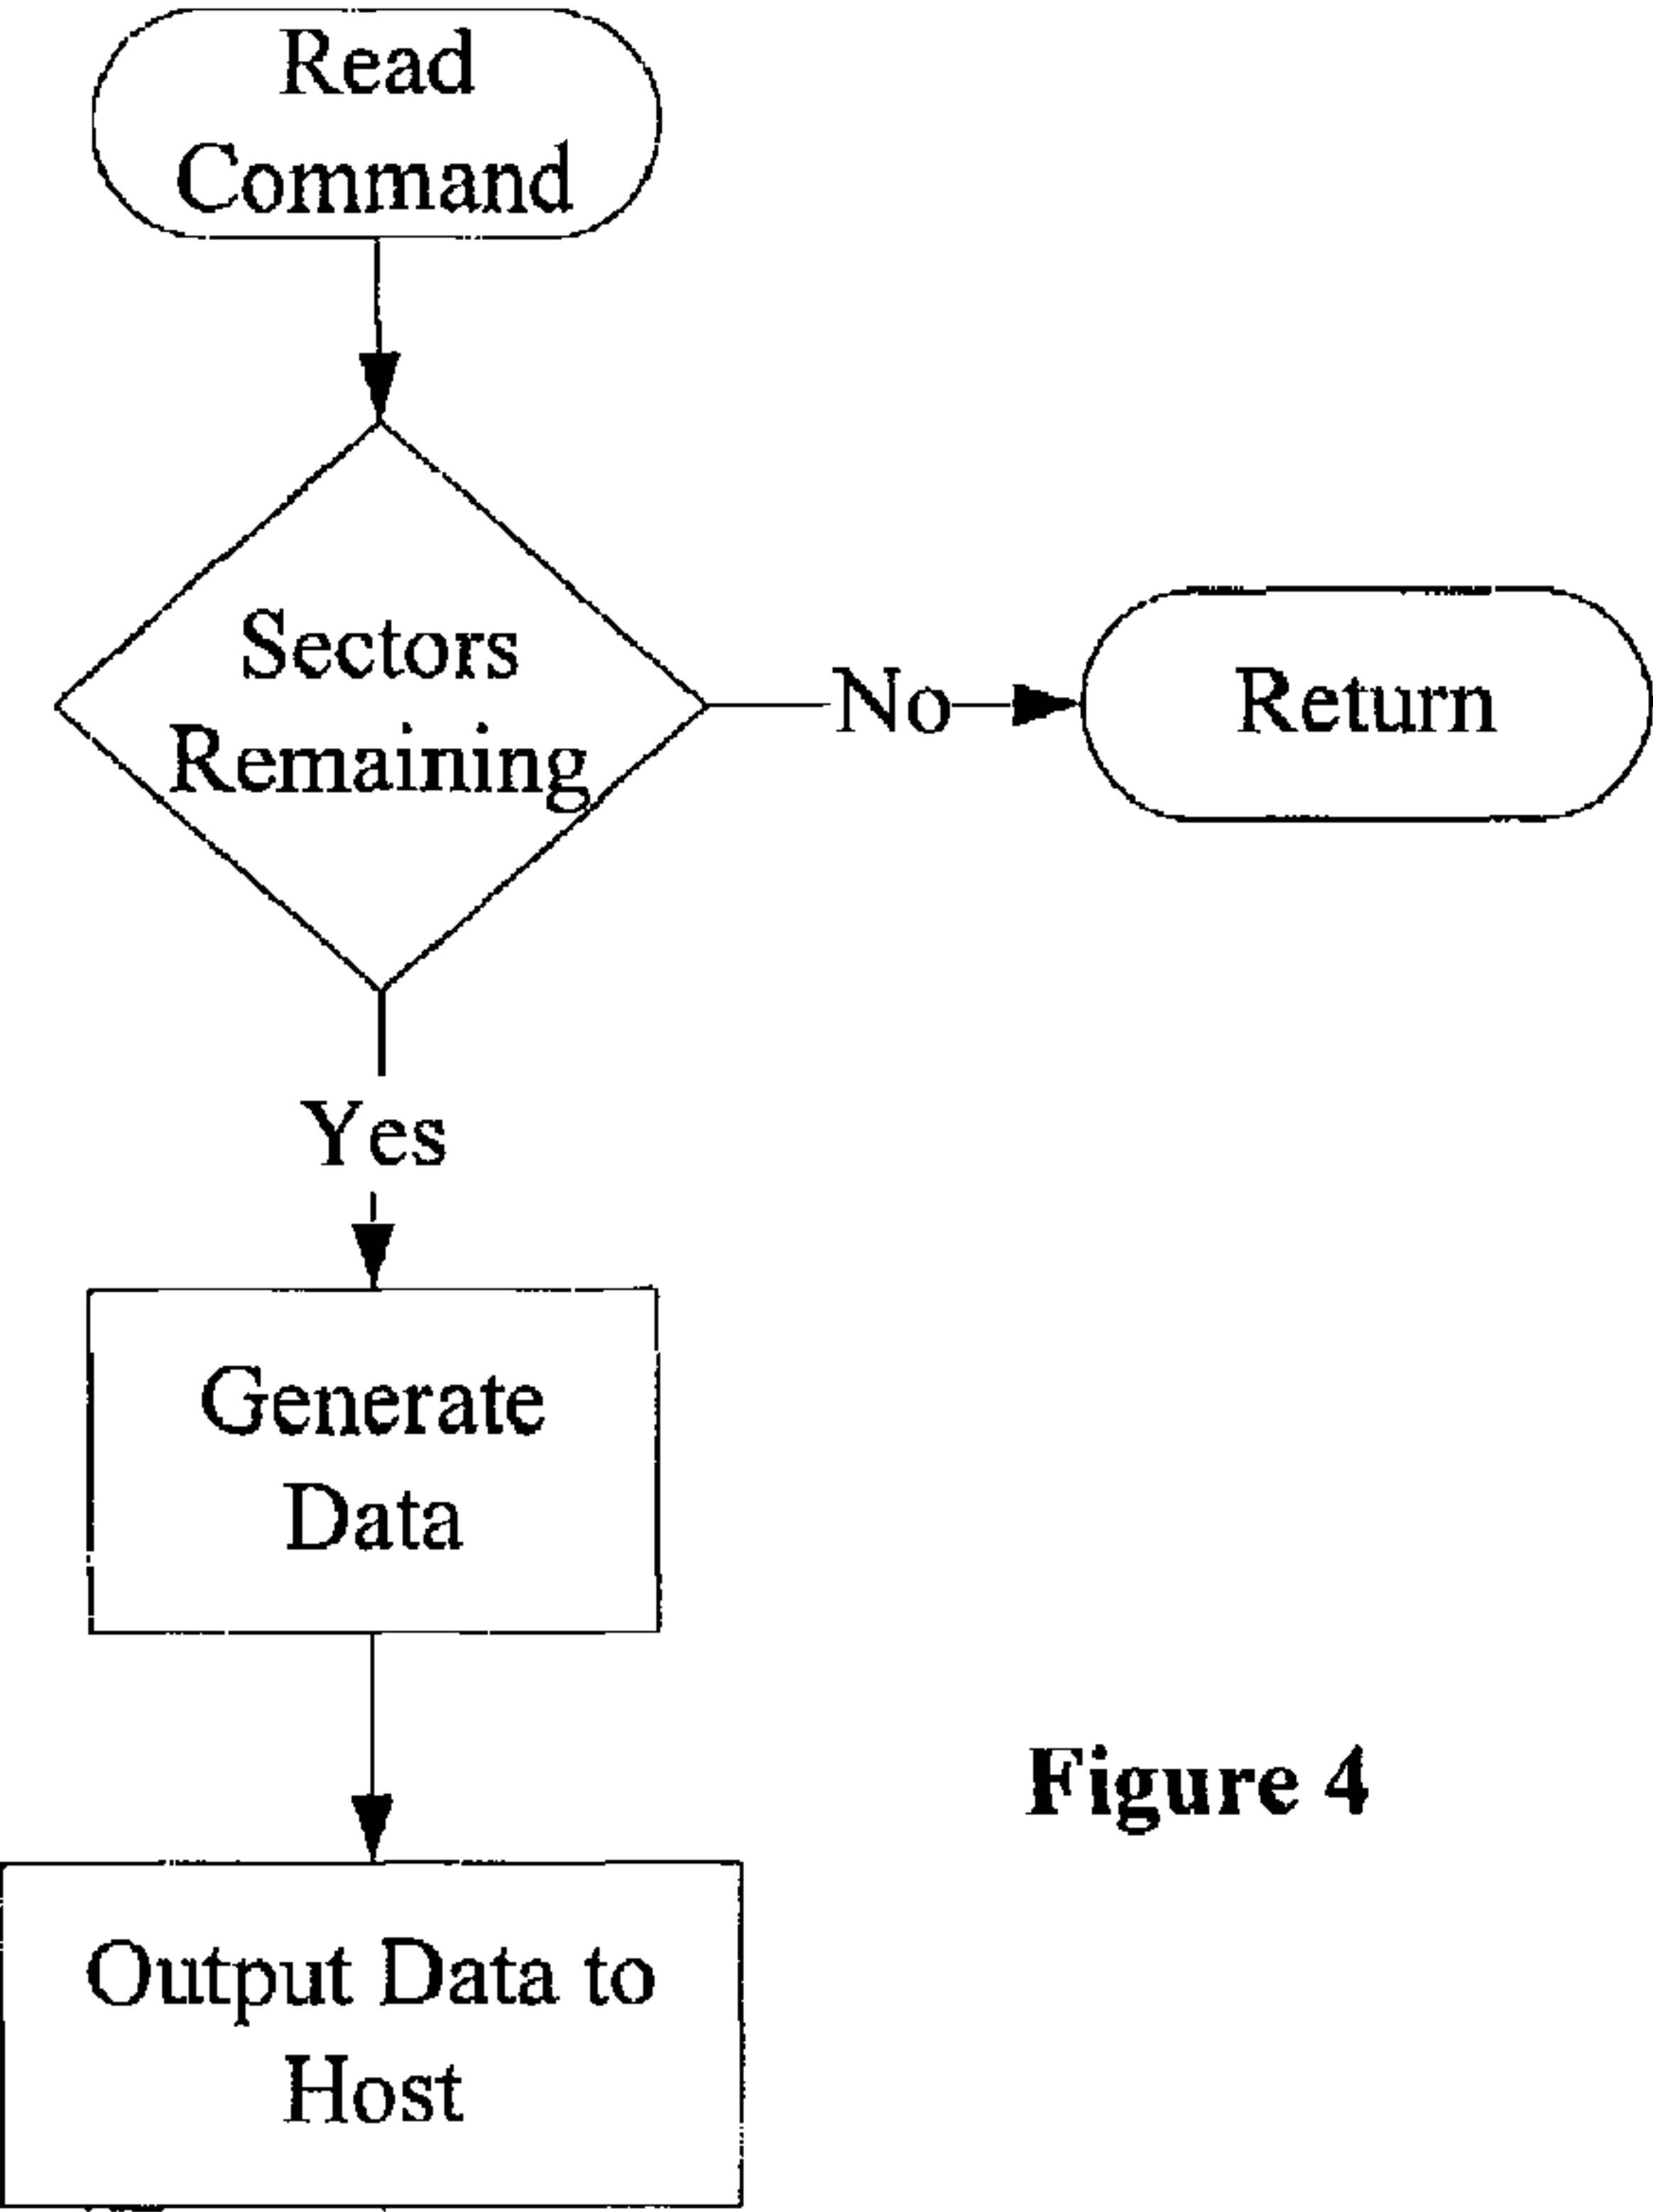 Read
Command
Sectors
Remaining
No
Return
Yes
Generate
Data
Figure 4
Output Data to
Host